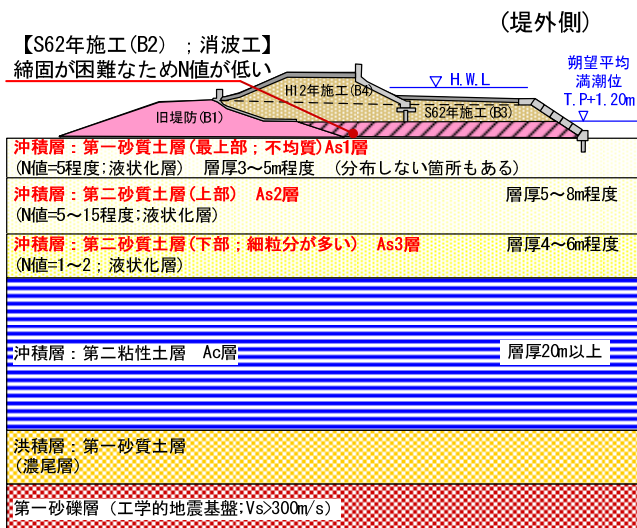 (堤外側)
【S62年施工(B2) ；消波工】
締固が困難なためN値が低い
朔望平均
満潮位
T.P+1.20m
H.W.L
H12年施工(B4)
旧堤防(B1)
S62年施工(B3)
沖積層：第一砂質土層(最上部；不均質)As1層
(N値=5程度；液状化層) 層厚3～5m程度 (分布しない箇所もある)
沖積層：第二砂質土層(上部) As2層 層厚5～8m程度
(N値=5～15程度；液状化層)
沖積層：第二砂質土層(下部；細粒分が多い) As3層 層厚4～6m程度
(N値=1～2；液状化層)
沖積層：第二粘性土層 Ac層 層厚20m以上
洪積層：第一砂質土層
(濃尾層)
第一砂礫層（工学的地震基盤；Vs>300m/s）